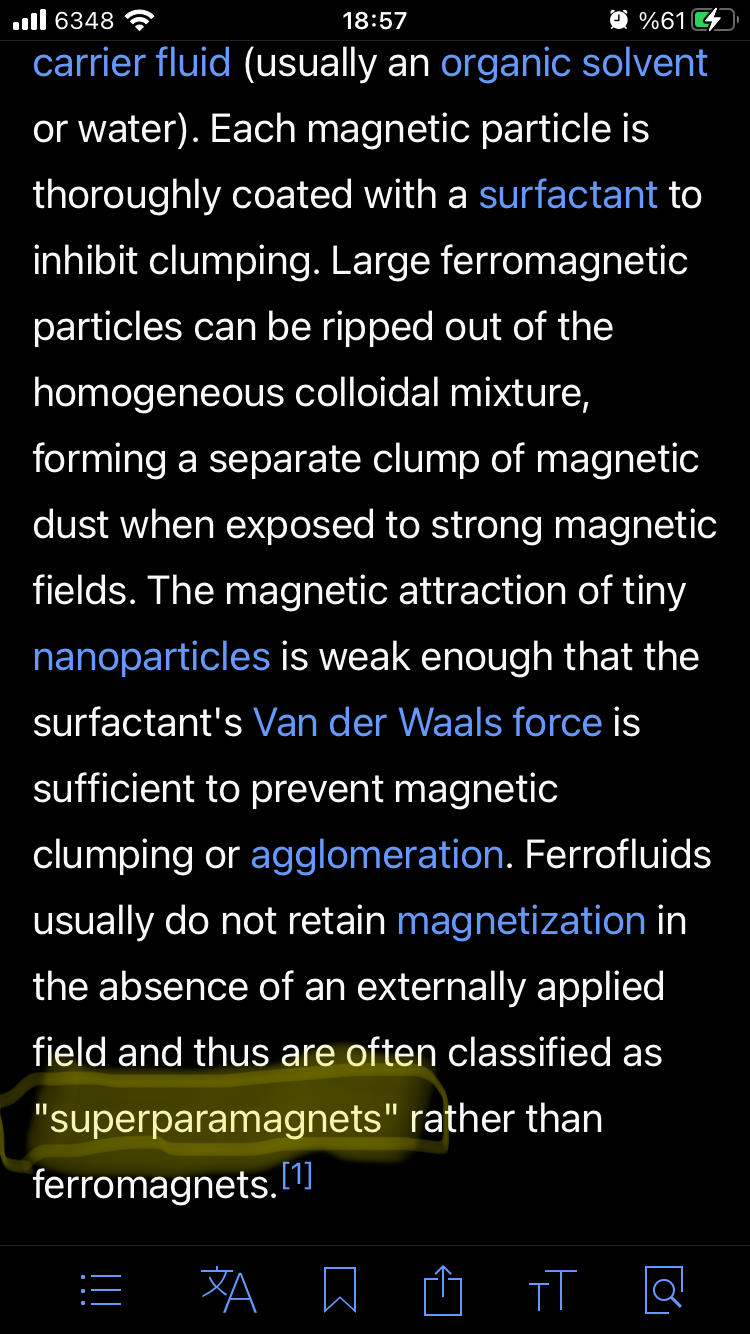 6348 18:57 %61
carrier fluid (usually an organic solvent
or water). Each magnetic particle is
thoroughly coated with a surfactant to
inhibit clumping. Large ferromagnetic
particles can be ripped out of the
homogeneous colloidal mixture,
forming a separate clump of magnetic
dust when exposed to strong magnetic
fields. The magnetic attraction of tiny
nanoparticles is weak enough that the
surfactant's Van der Waals force is
sufficient to prevent magnetic
clumping or agglomeration. Ferrofluids
usually do not retain magnetization in
the absence of an externally applied
field and thus are often classified as
"superparamagnets" rather than
ferromagnets.[1]
文A TT